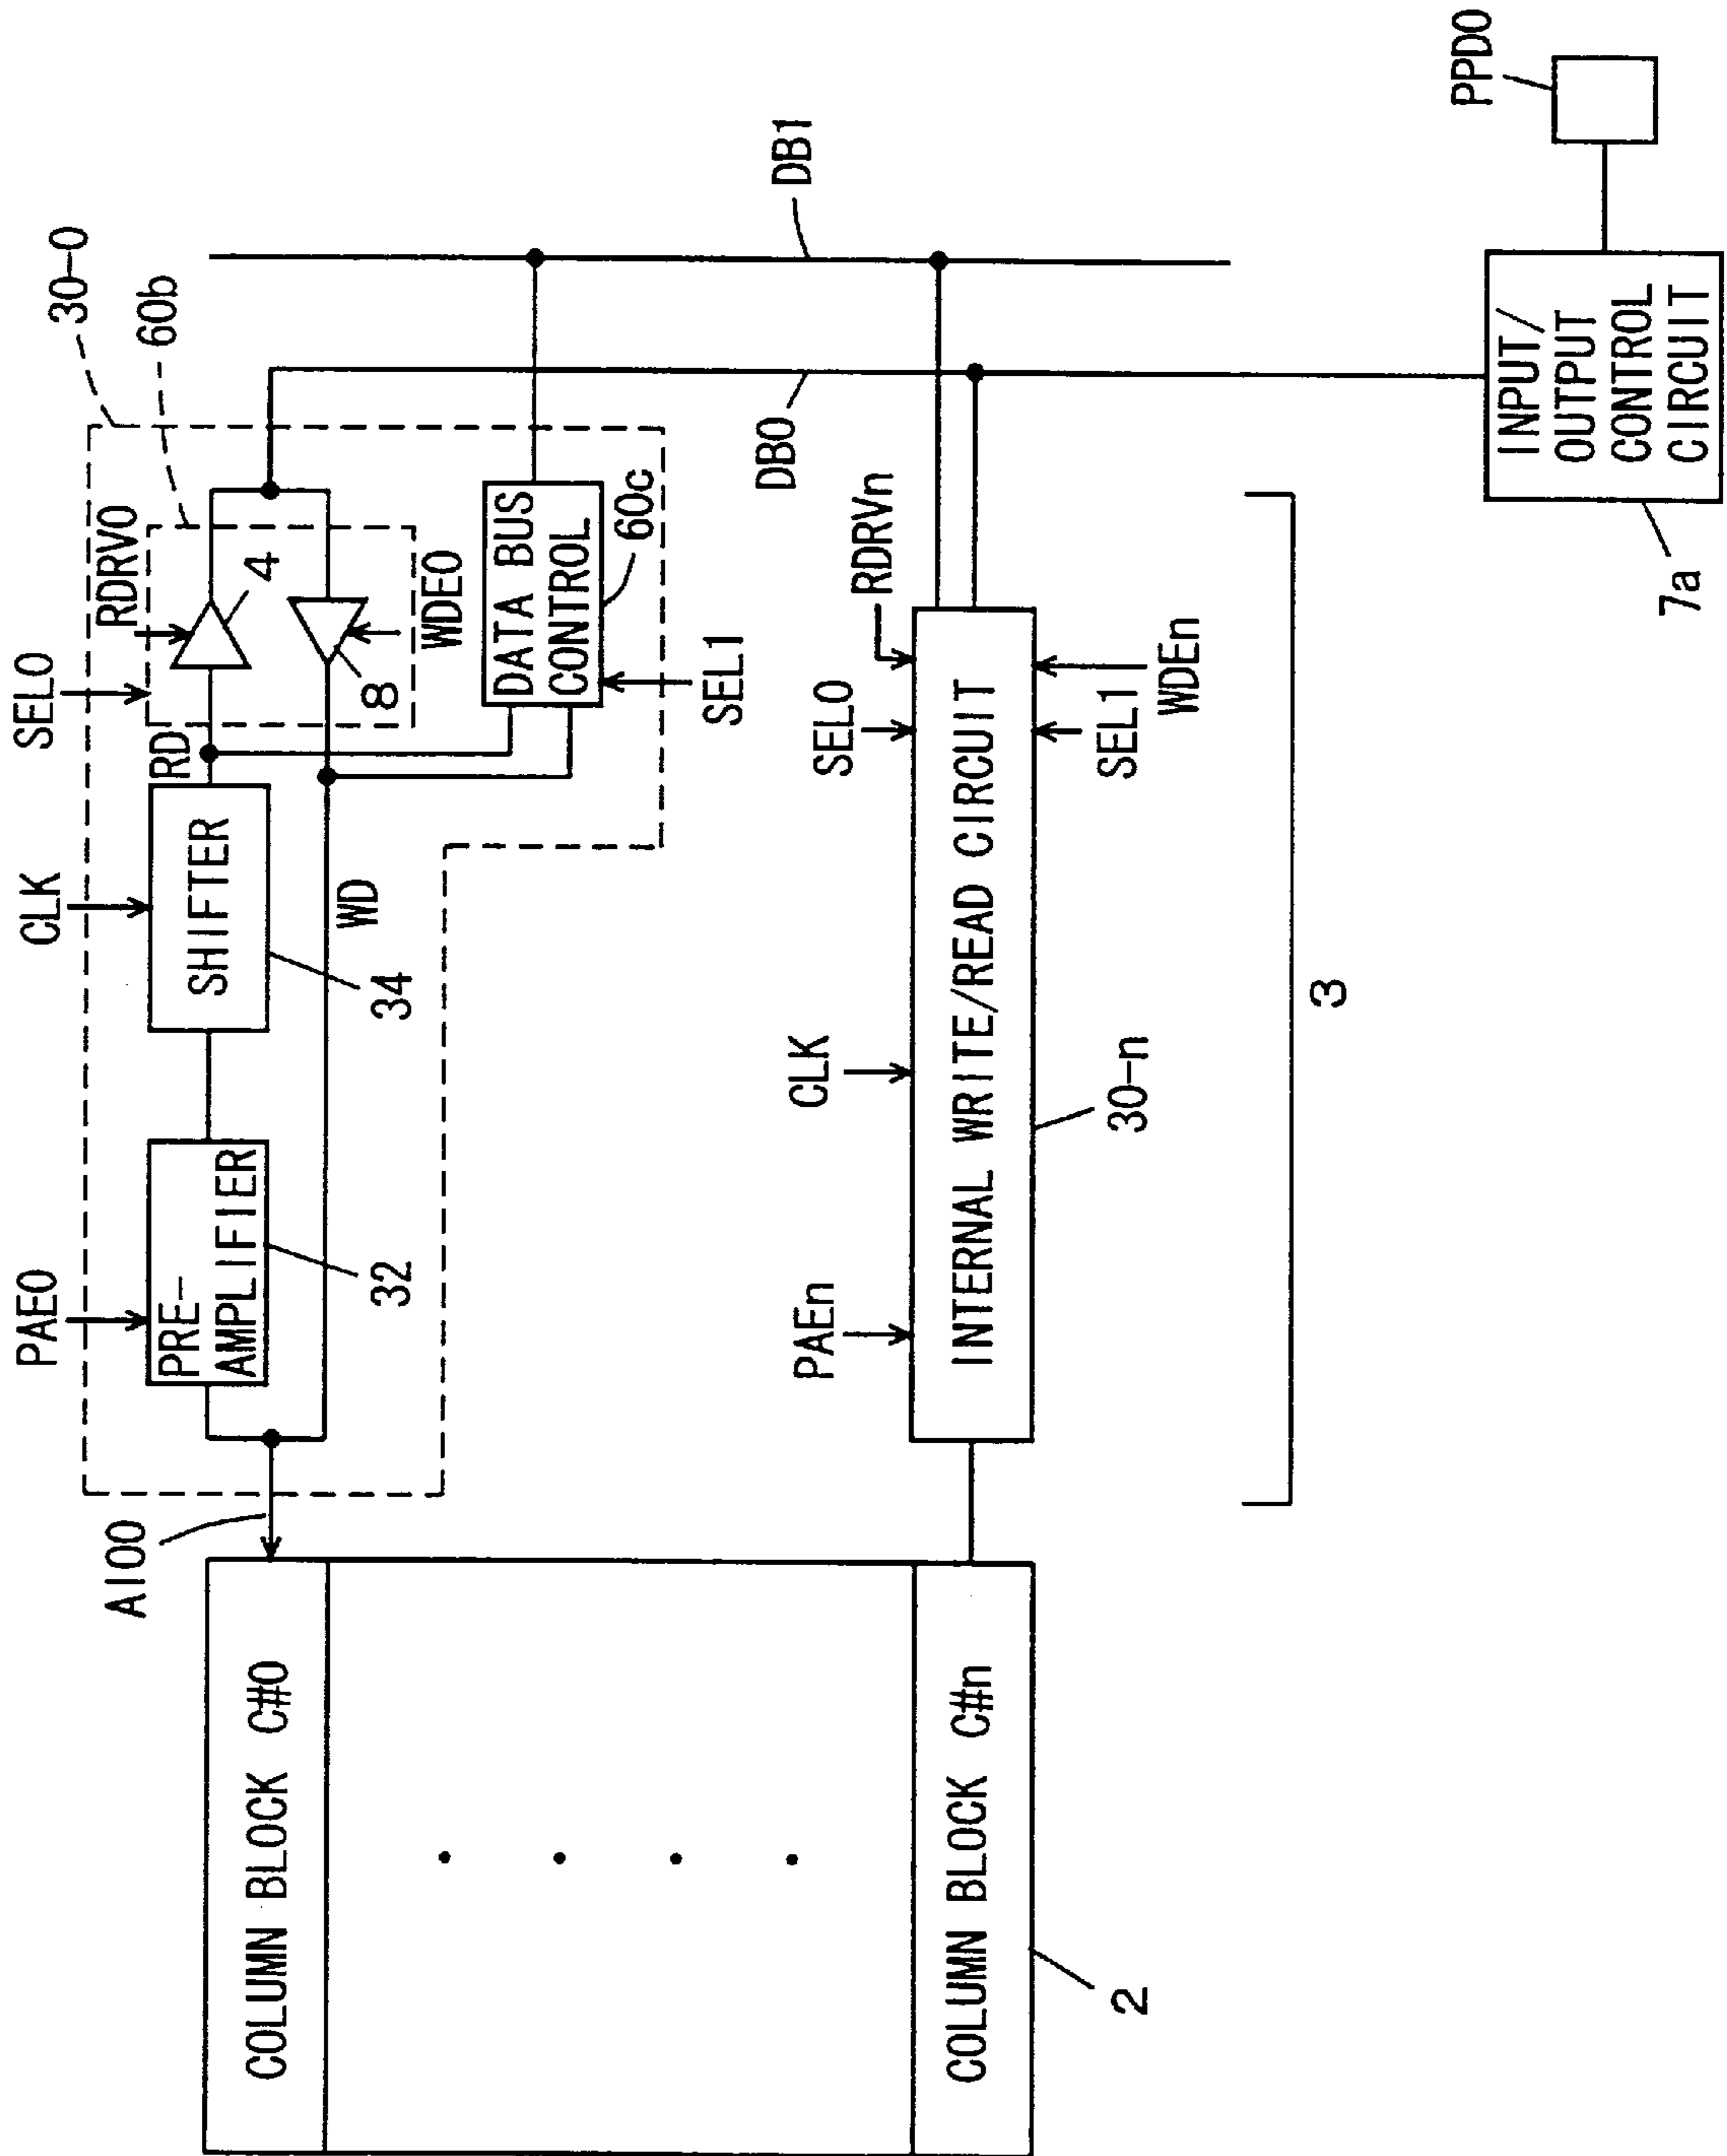 PAE0
CLK
SEL0
30-0
60b
PRE-
AMPLIFIER
32
SHIFTER
34
RD
RDRV0
4
8
WDE0
WD
DATA BUS
CONTROL
60c
SEL1
AIO0
COLUMN BLOCK C#0
DB0
DB1
PAEn
CLK
SEL0
RDRVn
INTERNAL WRITE/READ CIRCUIT
30-n
SEL1
WDEn
COLUMN BLOCK C#n
2
3
PPD0
INPUT/
OUTPUT
CONTROL
CIRCUIT
7a